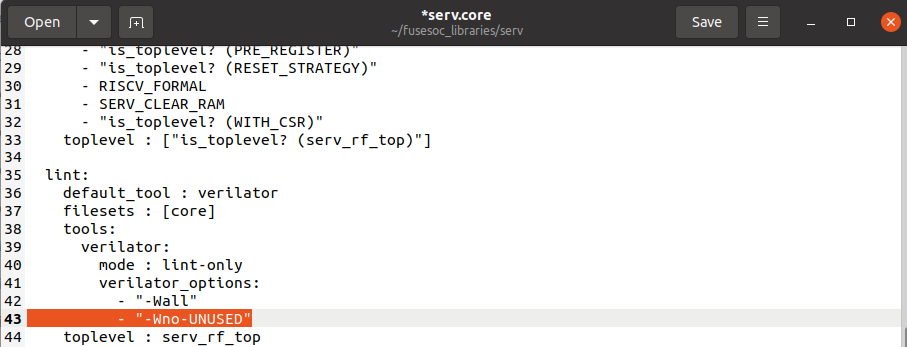 Open
*serv.core
~/fusesoc_libraries/serv
Save
28 - "is_toplevel? (PRE_REGISTER)"
29 - "is_toplevel? (RESET_STRATEGY)"
30 - RISCV_FORMAL
31 - SERV_CLEAR_RAM
32 - "is_toplevel? (WITH_CSR)"
33 toplevel : ["is_toplevel? (serv_rf_top)"]
34
35 lint:
36 default_tool : verilator
37 filesets : [core]
38 tools:
39 verilator:
40 mode : lint-only
41 verilator_options:
42 - "-Wall"
43 - "-Wno-UNUSED"
44 toplevel : serv_rf_top